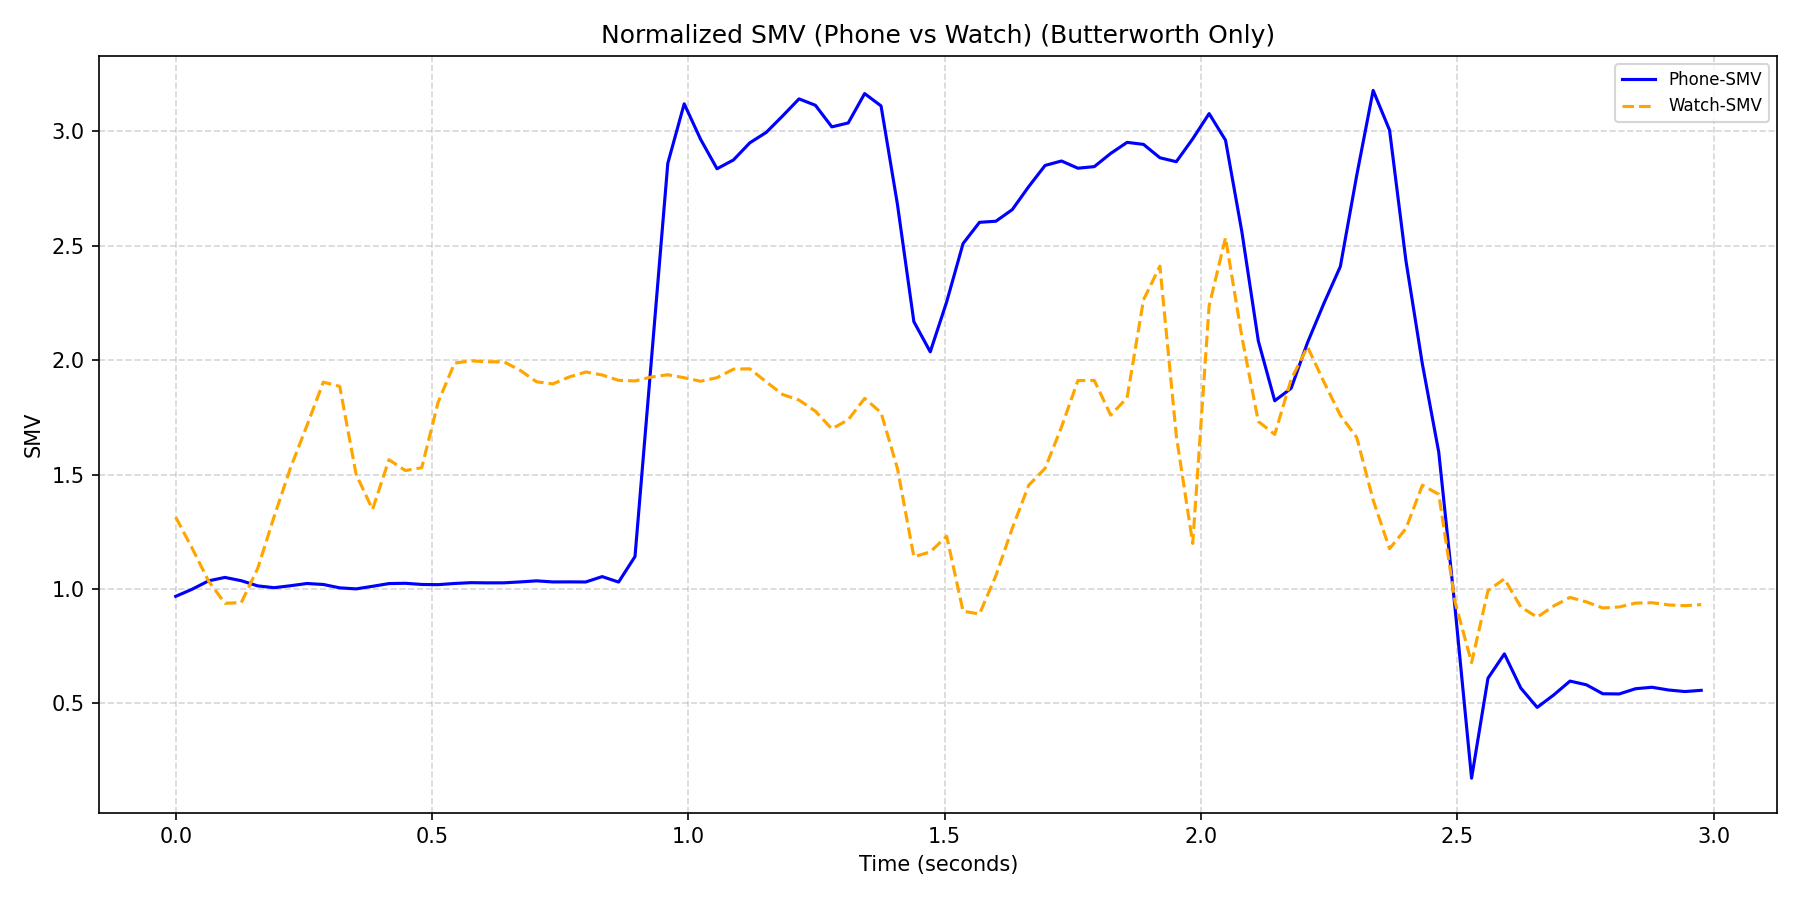 Normalized SMV (Phone vs Watch) (Butterworth Only)
Phone-SMV
Watch-SMV
3.0
2.5
2.0
1.5
1.0
0.5
SMV
0.0 0.5 1.0 1.5 2.0 2.5 3.0
Time (seconds)